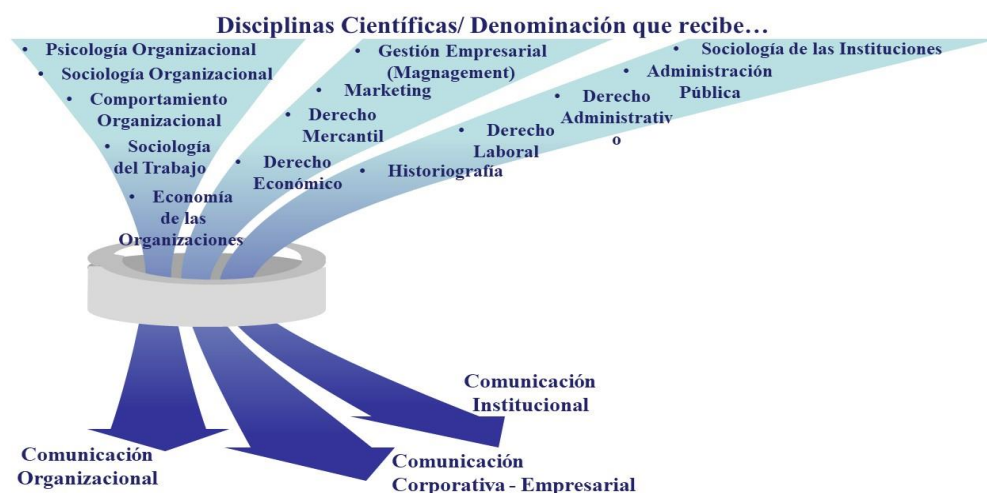 Disciplinas Científicas/ Denominación que recibe…
• Psicología Organizacional
• Sociología Organizacional
• Comportamiento
Organizacional
• Sociología
del Trabajo
• Economía
de las
Organizaciones
• Gestión Empresarial
(Magnagement)
• Marketing
• Derecho
Mercantil
• Derecho
Económico
• Sociología de las Instituciones
• Administración
Pública
• Derecho
Administrativ
o
• Derecho
Laboral
• Historiografía
Comunicación
Organizacional
Comunicación
Corporativa - Empresarial
Comunicación
Institucional